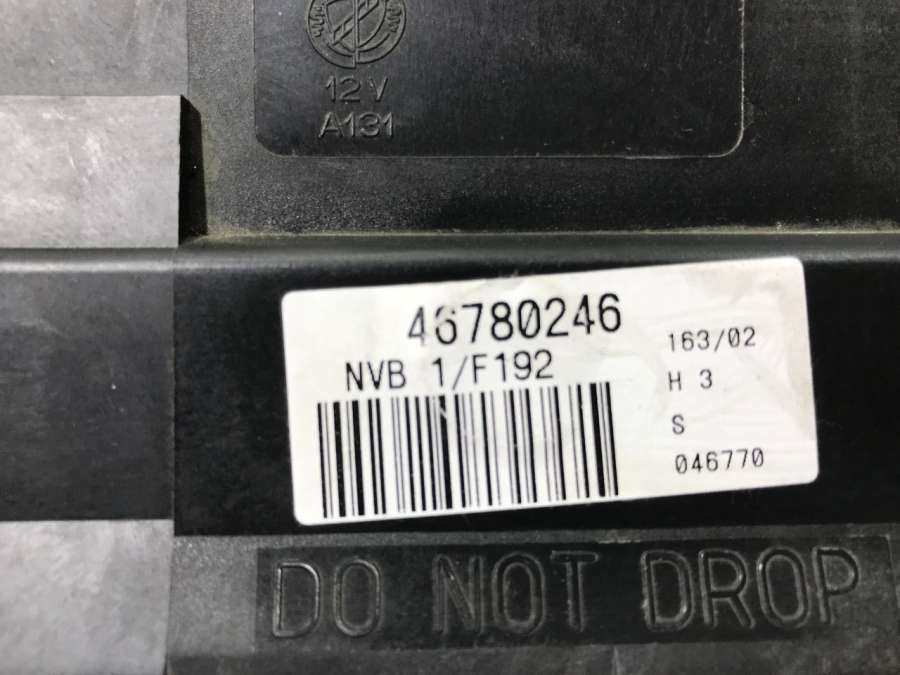 12 V
A131
46780246
NVB 1/F192
163/02
H 3
S
046770
DO NOT DROP